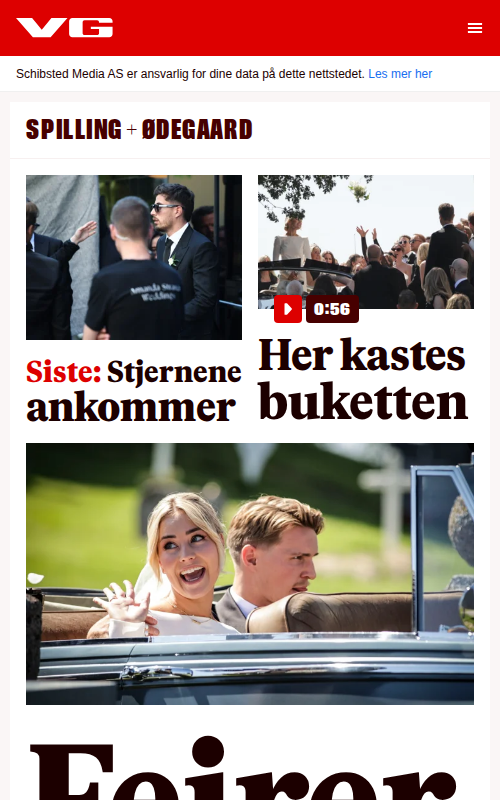 VG
Schibsted Media AS er ansvarlig for dine data på dette nettstedet. Les mer her
SPILLING + ØDEGAARD
Siste: Stjernene
ankommer
0:56
Her kastes
buketten
Feirer